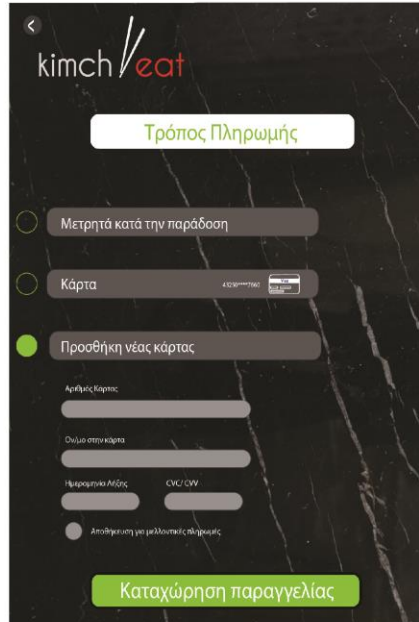 kimch eat
Τρόπος Πληρωμής
Μετρητά κατά την παράδοση
Κάρτα
Προσθήκη νέας κάρτας
Αριθμός Κάρτας
Ον/μο στην κάρτα
Ημερομηνία Λήξης CVC/ CVV
Αποθήκευση για μελλοντικές πληρωμές
Καταχώρηση παραγγελίας